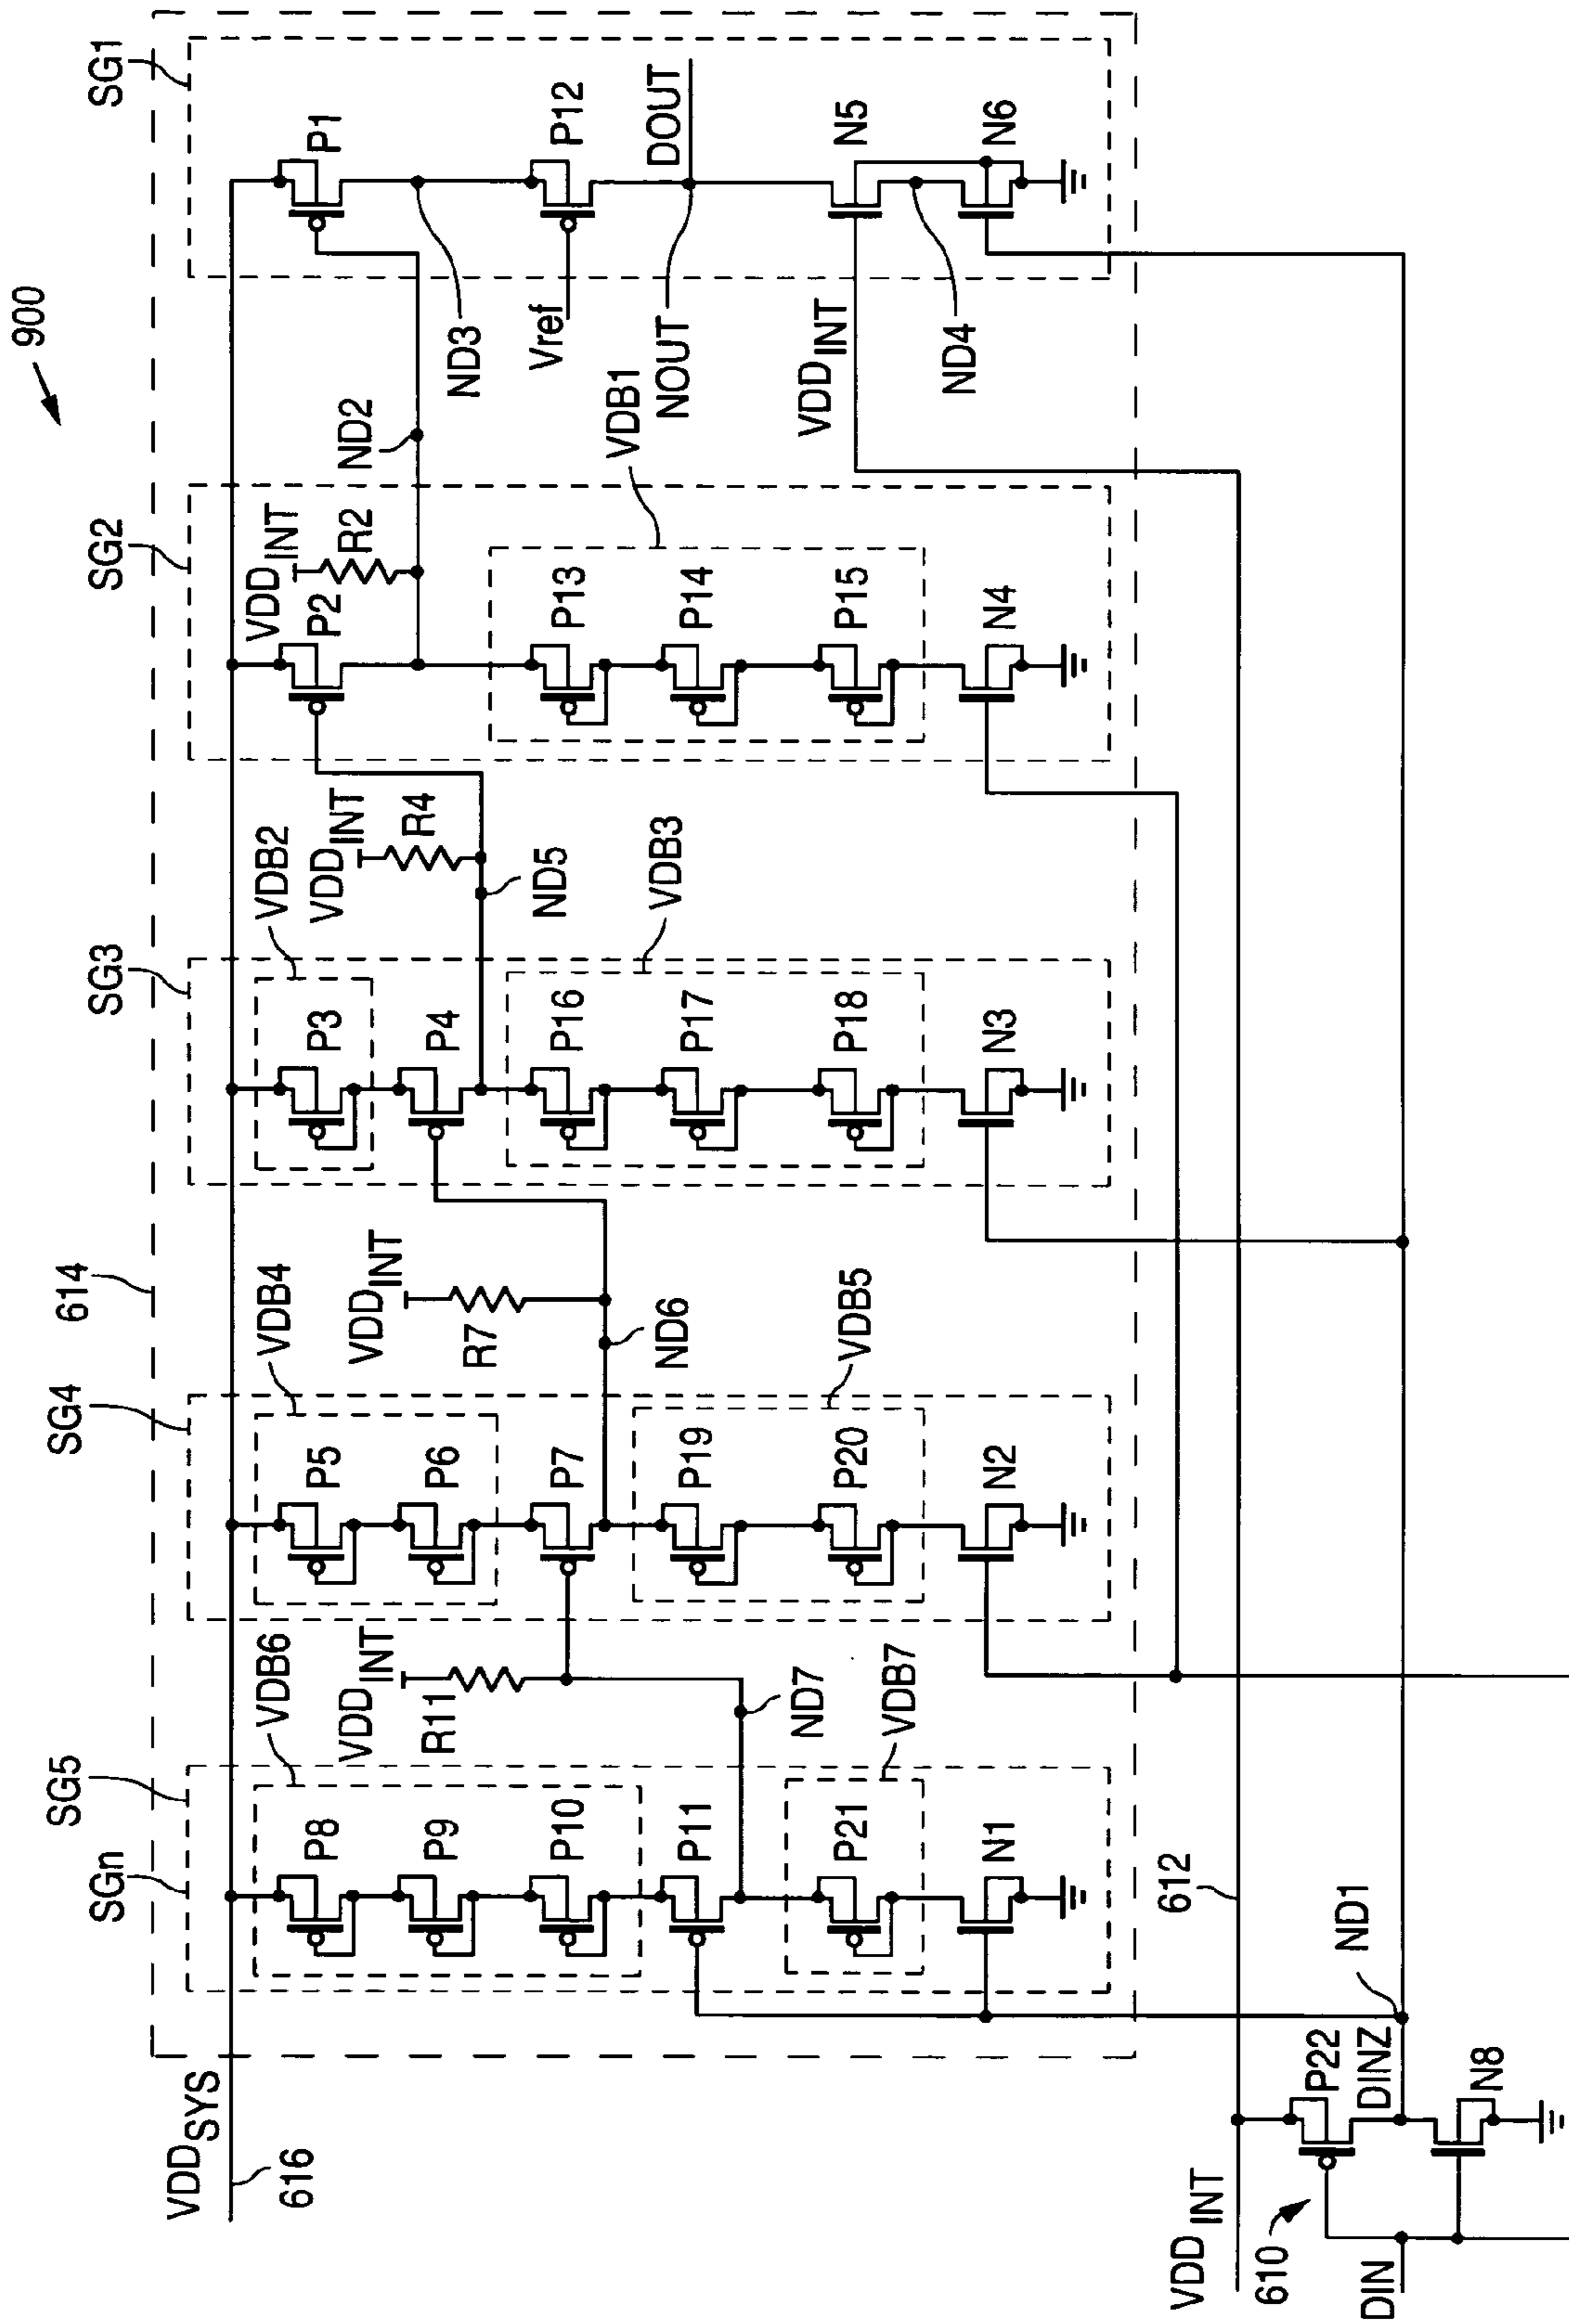 900
614
SGn
SG5
SG4
SG3
SG2
SG1
VDD SYS
616
VDB6
P8
P9
P10
P11
VDD INT
R11
ND7
VDB7
P21
N1
VDB4
P5
P6
P7
VDD INT
R7
ND6
VDB5
P19
P20
N2
VDB2
P3
P4
VDD INT
R4
ND5
VDB3
P16
P17
P18
N3
VDD INT
R2
P2
ND2
VDB1
P13
P14
P15
N4
P1
ND3
P12
Vref
NOUT
DOUT
VDD INT
N5
ND4
N6
VDD INT
612
610
P22
DIN
DINZ
ND1
N8